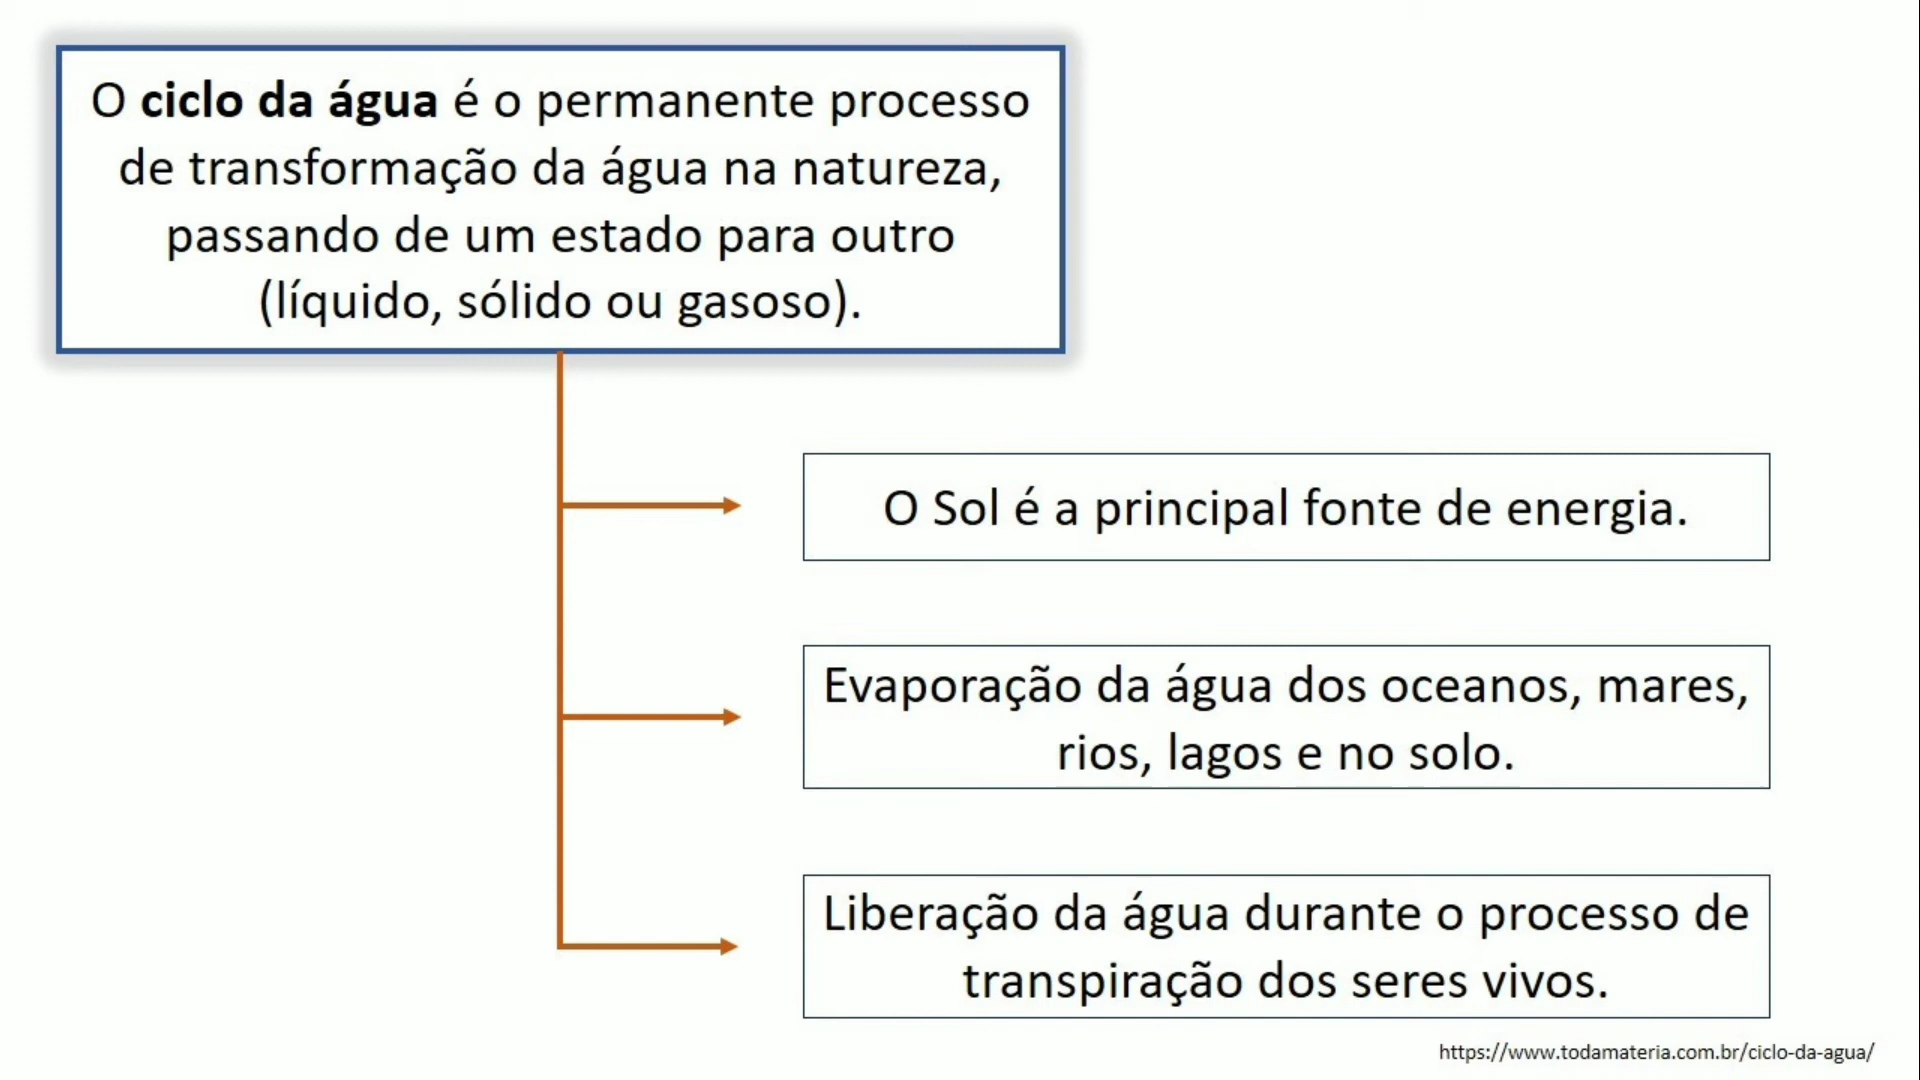 O ciclo da água é o permanente processo
de transformação da água na natureza,
passando de um estado para outro
(líquido, sólido ou gasoso).
O Sol é a principal fonte de energia.
Evaporação da água dos oceanos, mares,
rios, lagos e no solo.
Liberação da água durante o processo de
transpiração dos seres vivos.
https://www.todamateria.com.br/ciclo-da-agua/